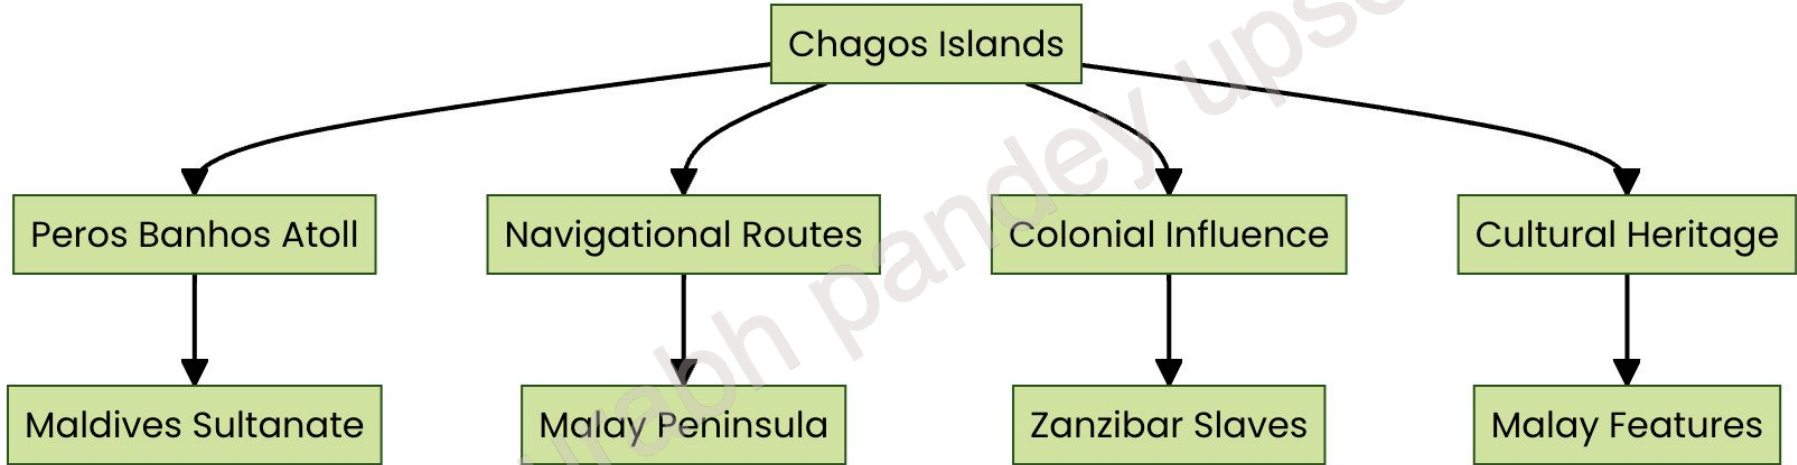 Chagos Islands
Peros Banhos Atoll
Navigational Routes
Colonial Influence
Cultural Heritage
Maldives Sultanate
Malay Peninsula
Zanzibar Slaves
Malay Features
pandey